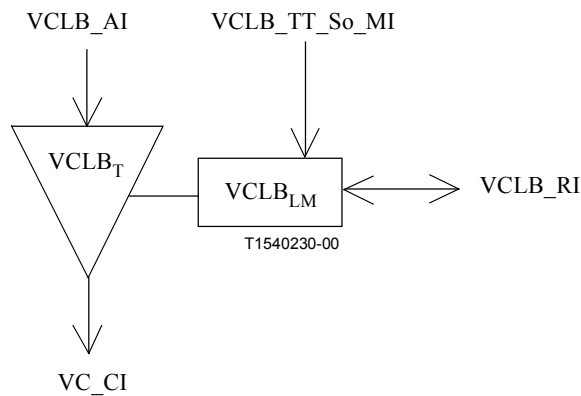 VCLB_AI
VCLB_TT_So_MI
VCLB_T
VCLB_LM
VCLB_RI
T1540230-00
VC_CI